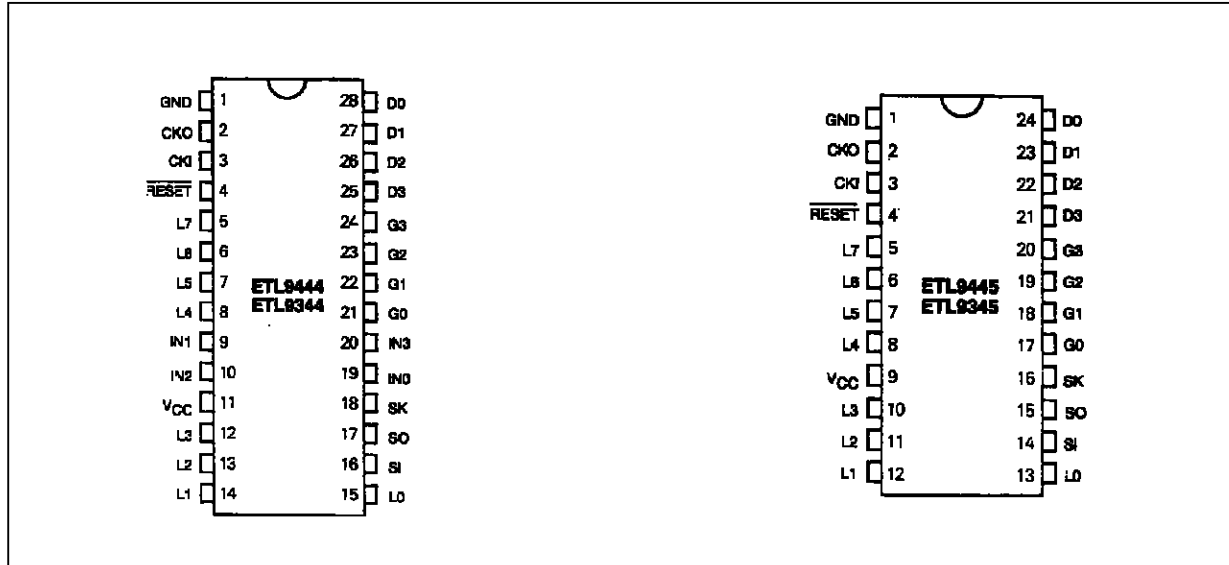 GND 1 28 D0
CKO 2 27 D1
CKI 3 26 D2
RESET 4 25 D3
L7 5 24 G3
L6 6 23 G2
L5 7 22 G1
ETL9444
ETL9344
L4 8 21 G0
IN1 9 20 IN3
IN2 10 19 IN0
VCC 11 18 SK
L3 12 17 SO
L2 13 16 SI
L1 14 15 L0
GND 1 24 D0
CKO 2 23 D1
CKI 3 22 D2
RESET 4 21 D3
L7 5 20 G3
L6 6 19 G2
ETL9445
ETL9345
L5 7 18 G1
L4 8 17 G0
VCC 9 16 SK
L3 10 15 SO
L2 11 14 SI
L1 12 13 L0